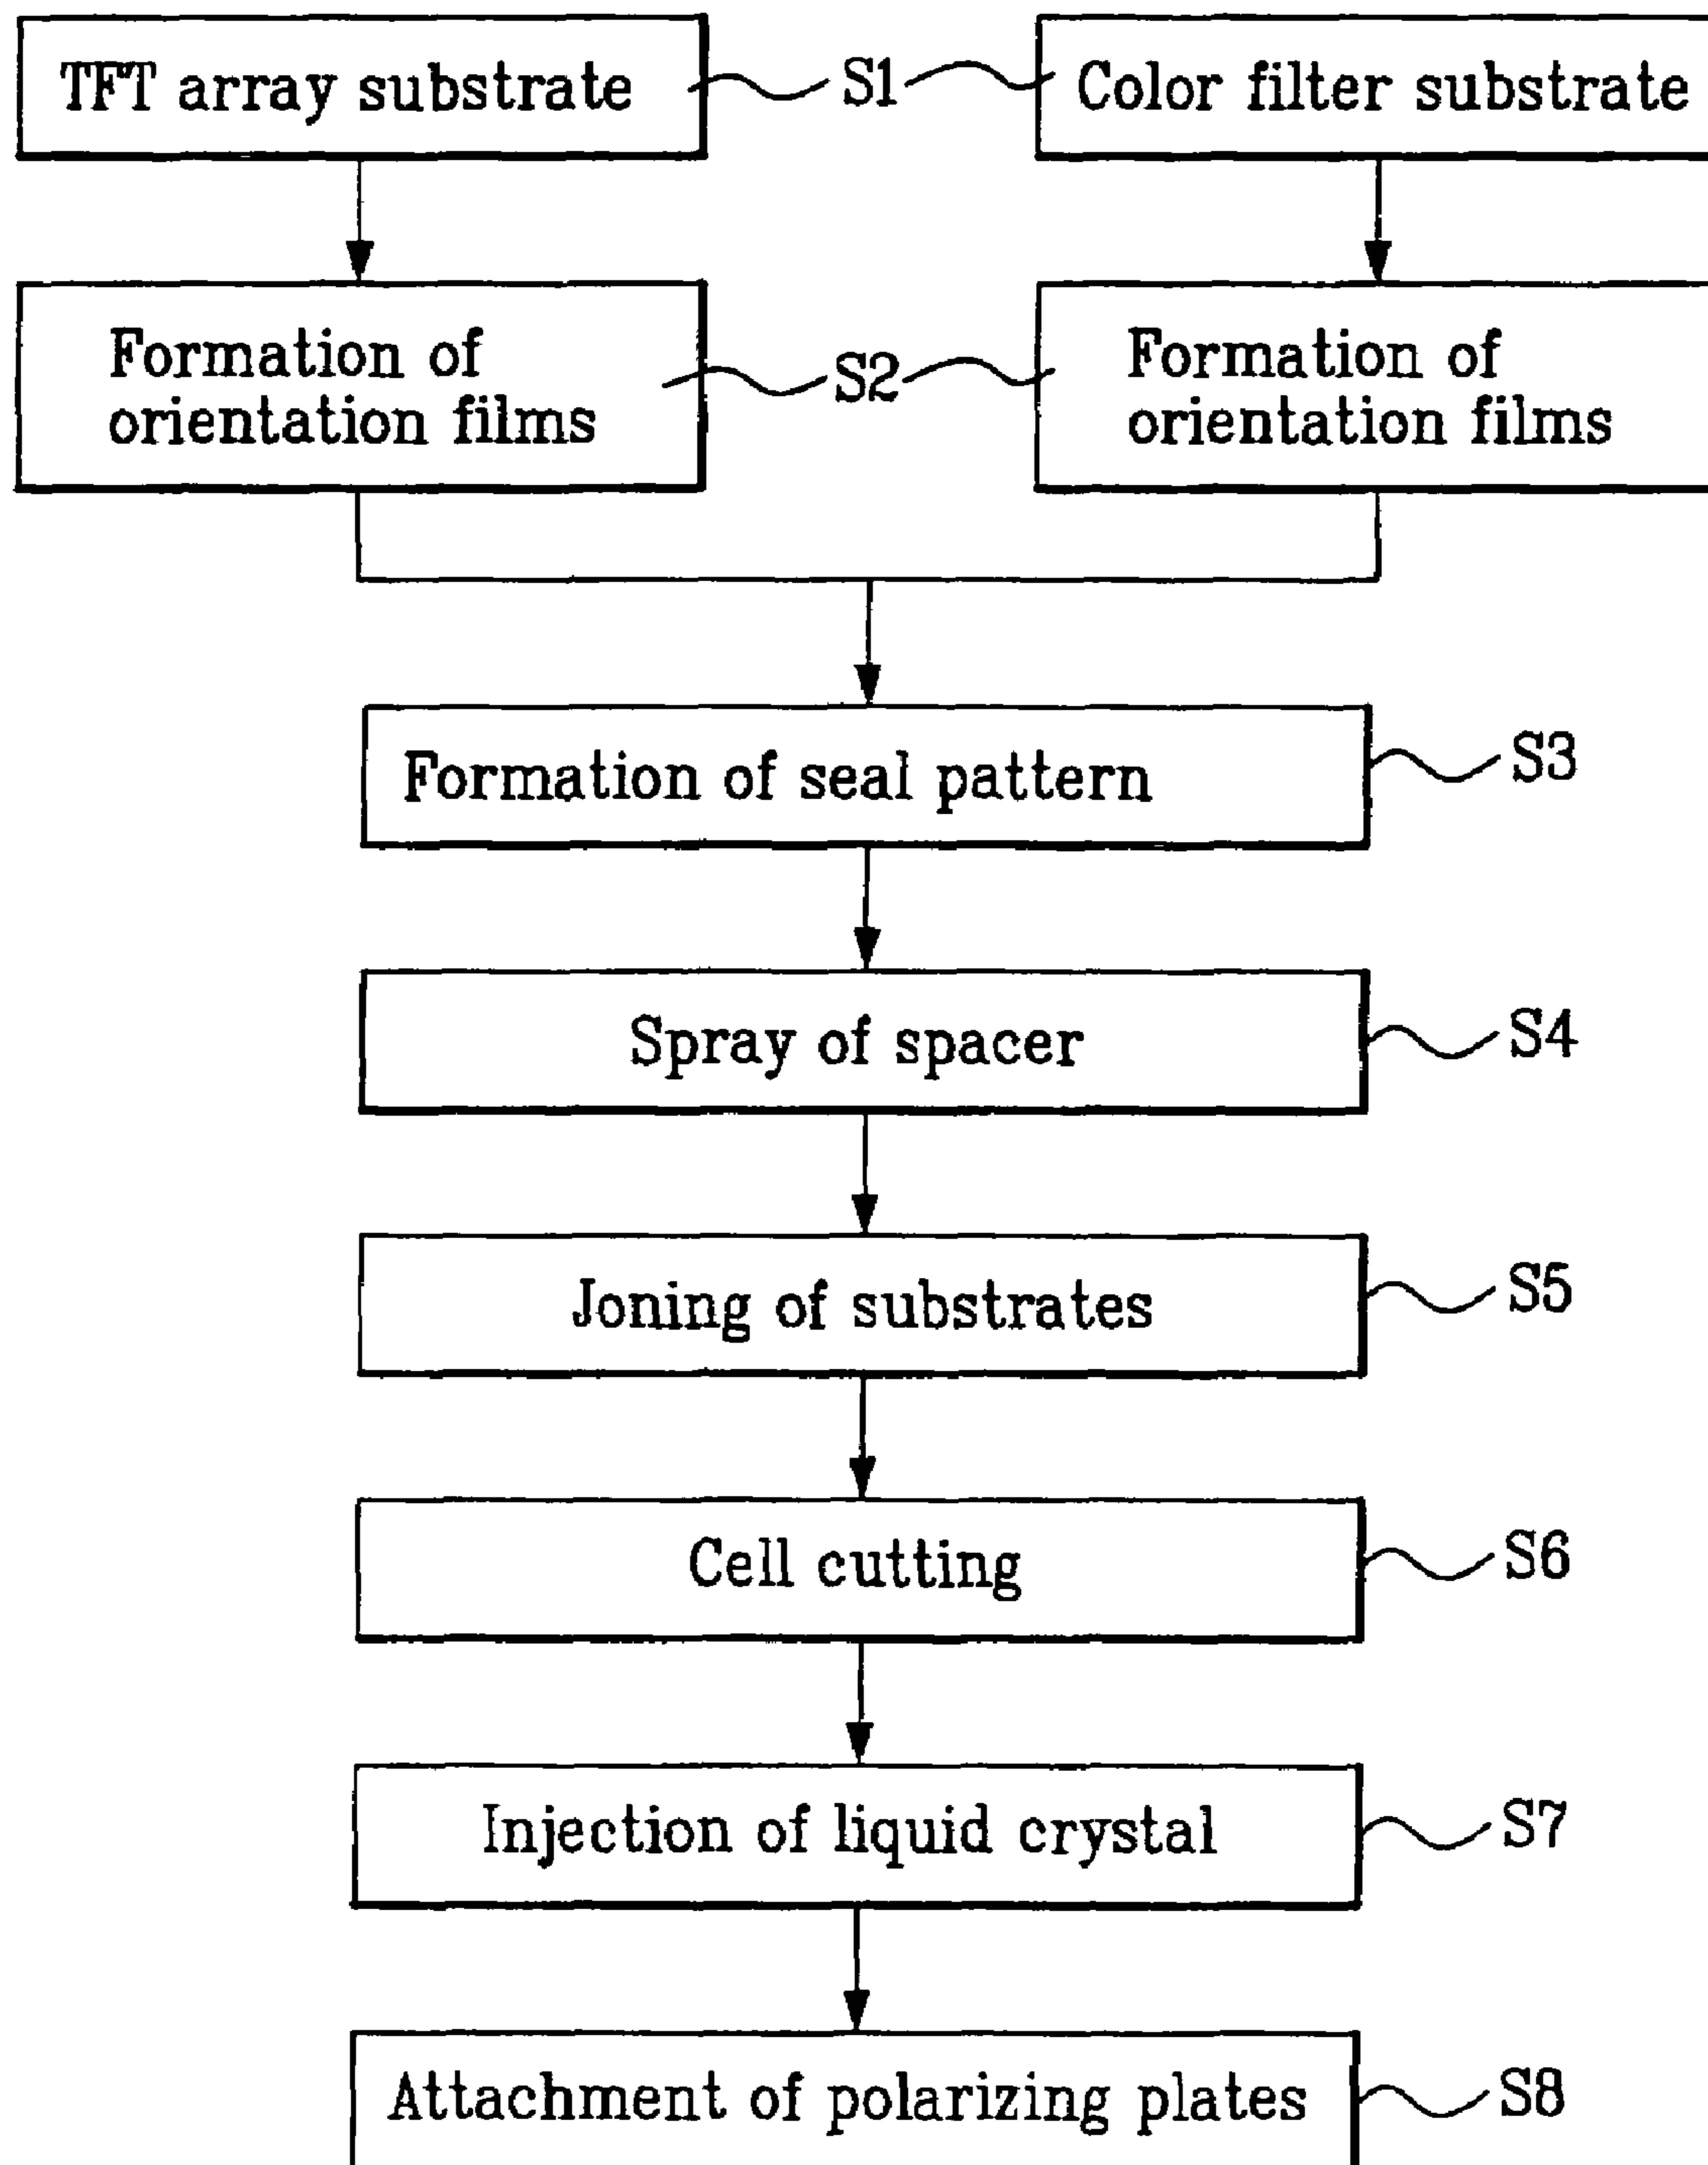 TFT array substrate
S1
Color filter substrate
Formation of
orientation films
S2
Formation of
orientation films
Formation of seal pattern
S3
Spray of spacer
S4
Joning of substrates
S5
Cell cutting
S6
Injection of liquid crystal
S7
Attachment of polarizing plates
S8